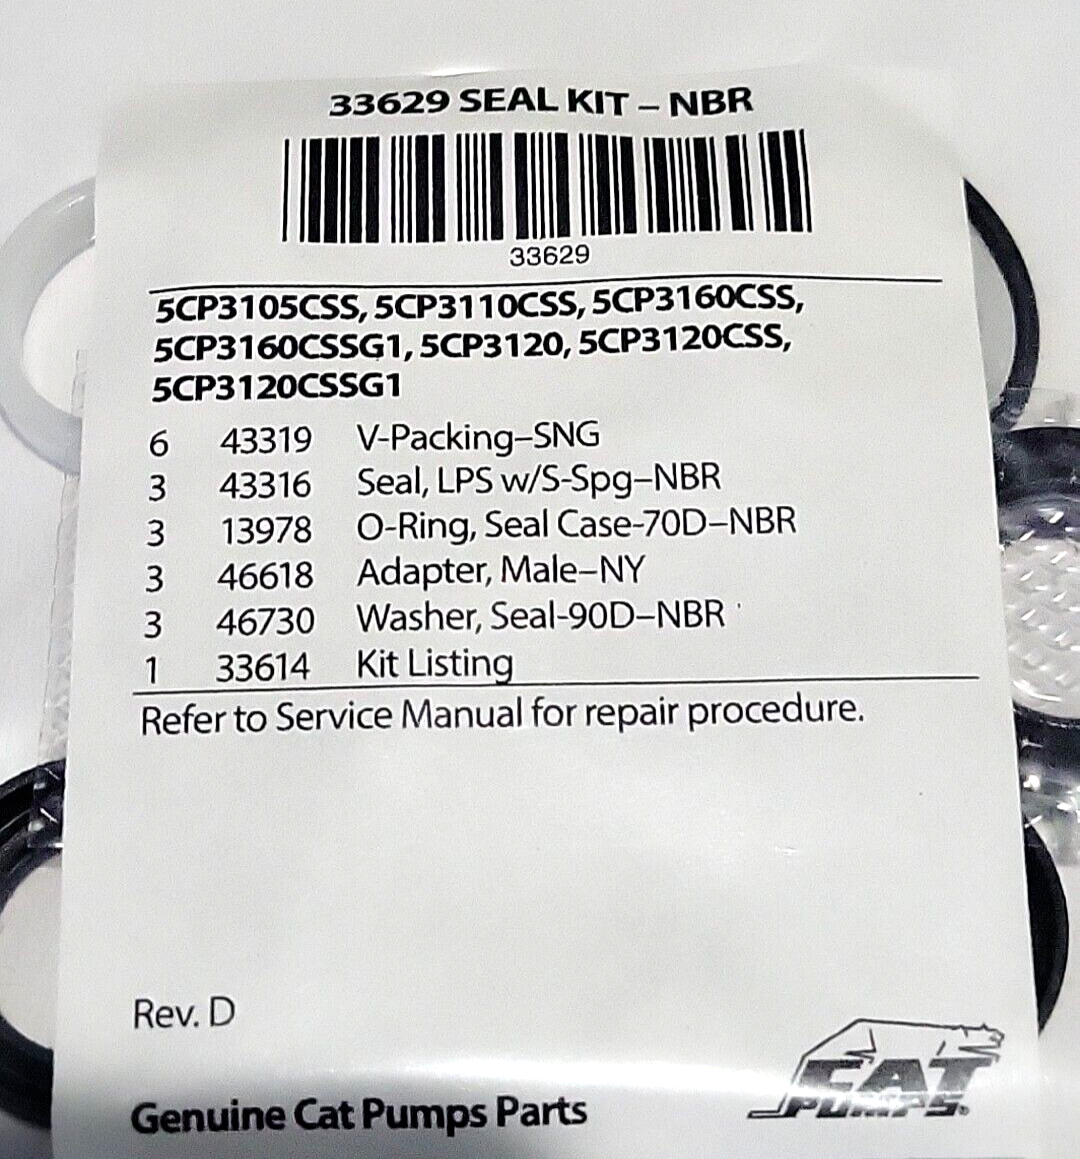 33629 SEAL KIT – NBR
33629
5CP3105CSS, 5CP3110CSS, 5CP3160CSS,
5CP3160CSSG1, 5CP3120, 5CP3120CSS,
5CP3120CSSG1
6 43319 V-Packing–SNG
3 43316 Seal, LPS w/S-Spg–NBR
3 13978 O-Ring, Seal Case-70D–NBR
3 46618 Adapter, Male–NY
3 46730 Washer, Seal-90D–NBR
1 33614 Kit Listing
Refer to Service Manual for repair procedure.
Rev. D
Genuine Cat Pumps Parts
CAT
PUMPS®